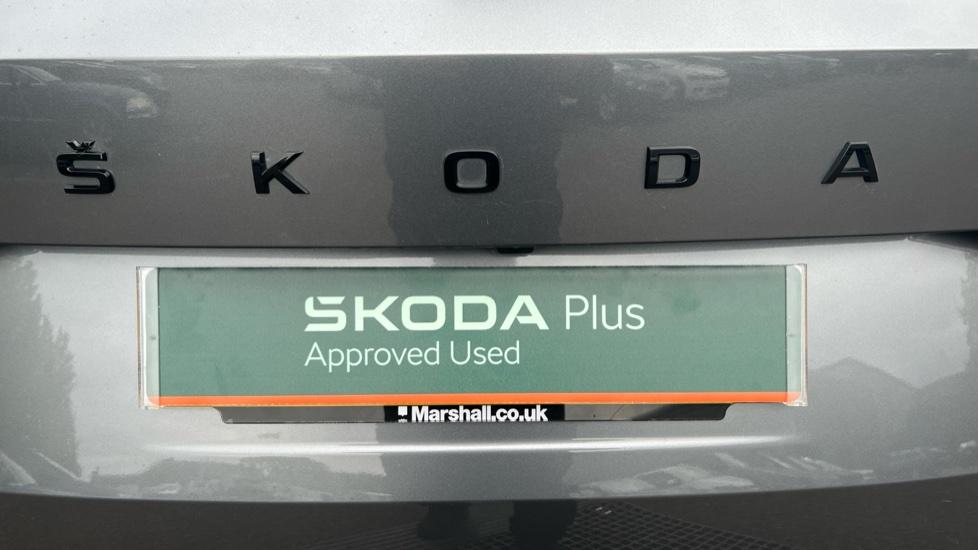 ŠKODA
ŠKODA Plus
Approved Used
Marshall.co.uk